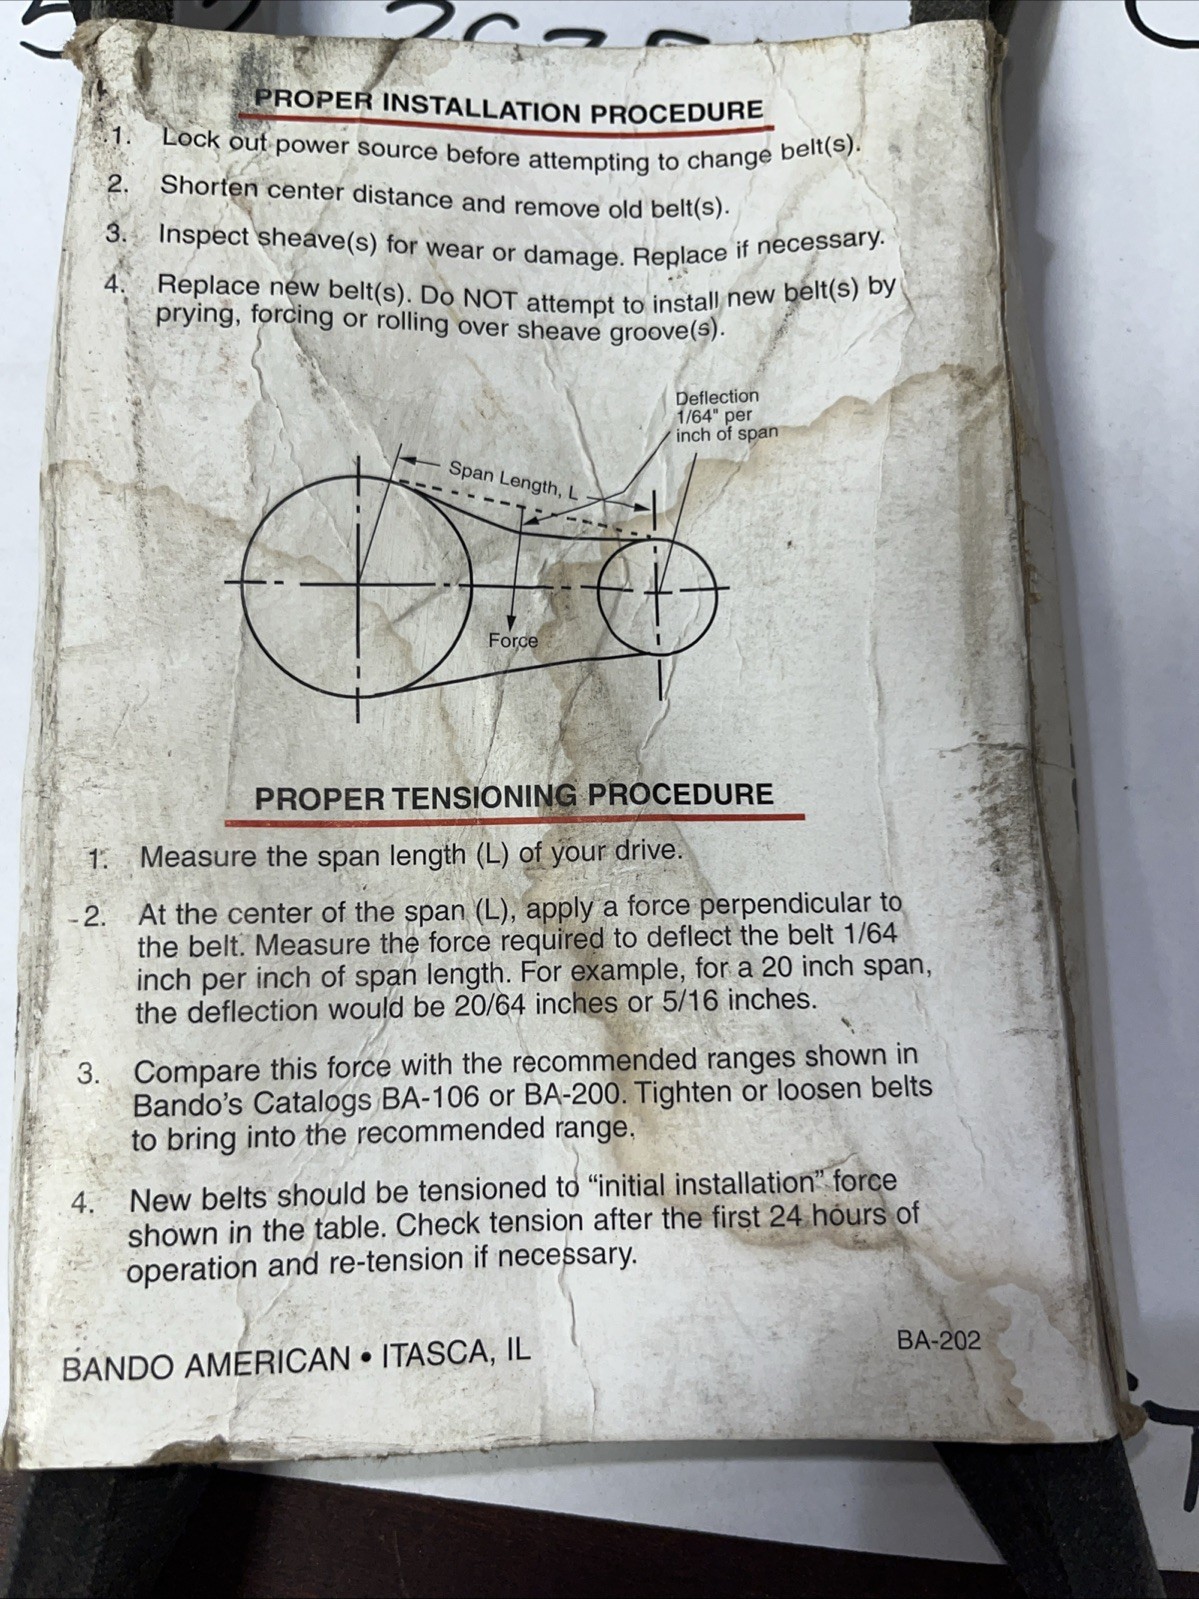 PROPER INSTALLATION PROCEDURE
1. Lock out power source before attempting to change belt(s).
2. Shorten center distance and remove old belt(s).
3. Inspect sheave(s) for wear or damage. Replace if necessary.
4. Replace new belt(s). Do NOT attempt to install new belt(s) by
prying, forcing or rolling over sheave groove(s).
Deflection
1/64" per
inch of span
Span Length, L
Force
PROPER TENSIONING PROCEDURE
1. Measure the span length (L) of your drive.
2. At the center of the span (L), apply a force perpendicular to
the belt. Measure the force required to deflect the belt 1/64
inch per inch of span length. For example, for a 20 inch span,
the deflection would be 20/64 inches or 5/16 inches.
3. Compare this force with the recommended ranges shown in
Bando's Catalogs BA-106 or BA-200. Tighten or loosen belts
to bring into the recommended range.
4. New belts should be tensioned to “initial installation” force
shown in the table. Check tension after the first 24 hours of
operation and re-tension if necessary.
BANDO AMERICAN • ITASCA, IL
BA-202